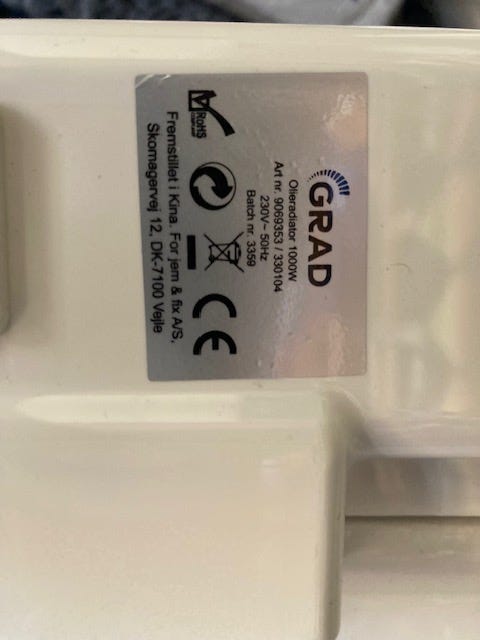 GRAD
Olieradiator 1000W
Art nr. 9069353 / 330104
230V~ 50Hz
Batch nr. 3359
RoHS
CE
Fremstillet i Kina. For jem & fix A/S,
Skomagervej 12, DK-7100 Vejle